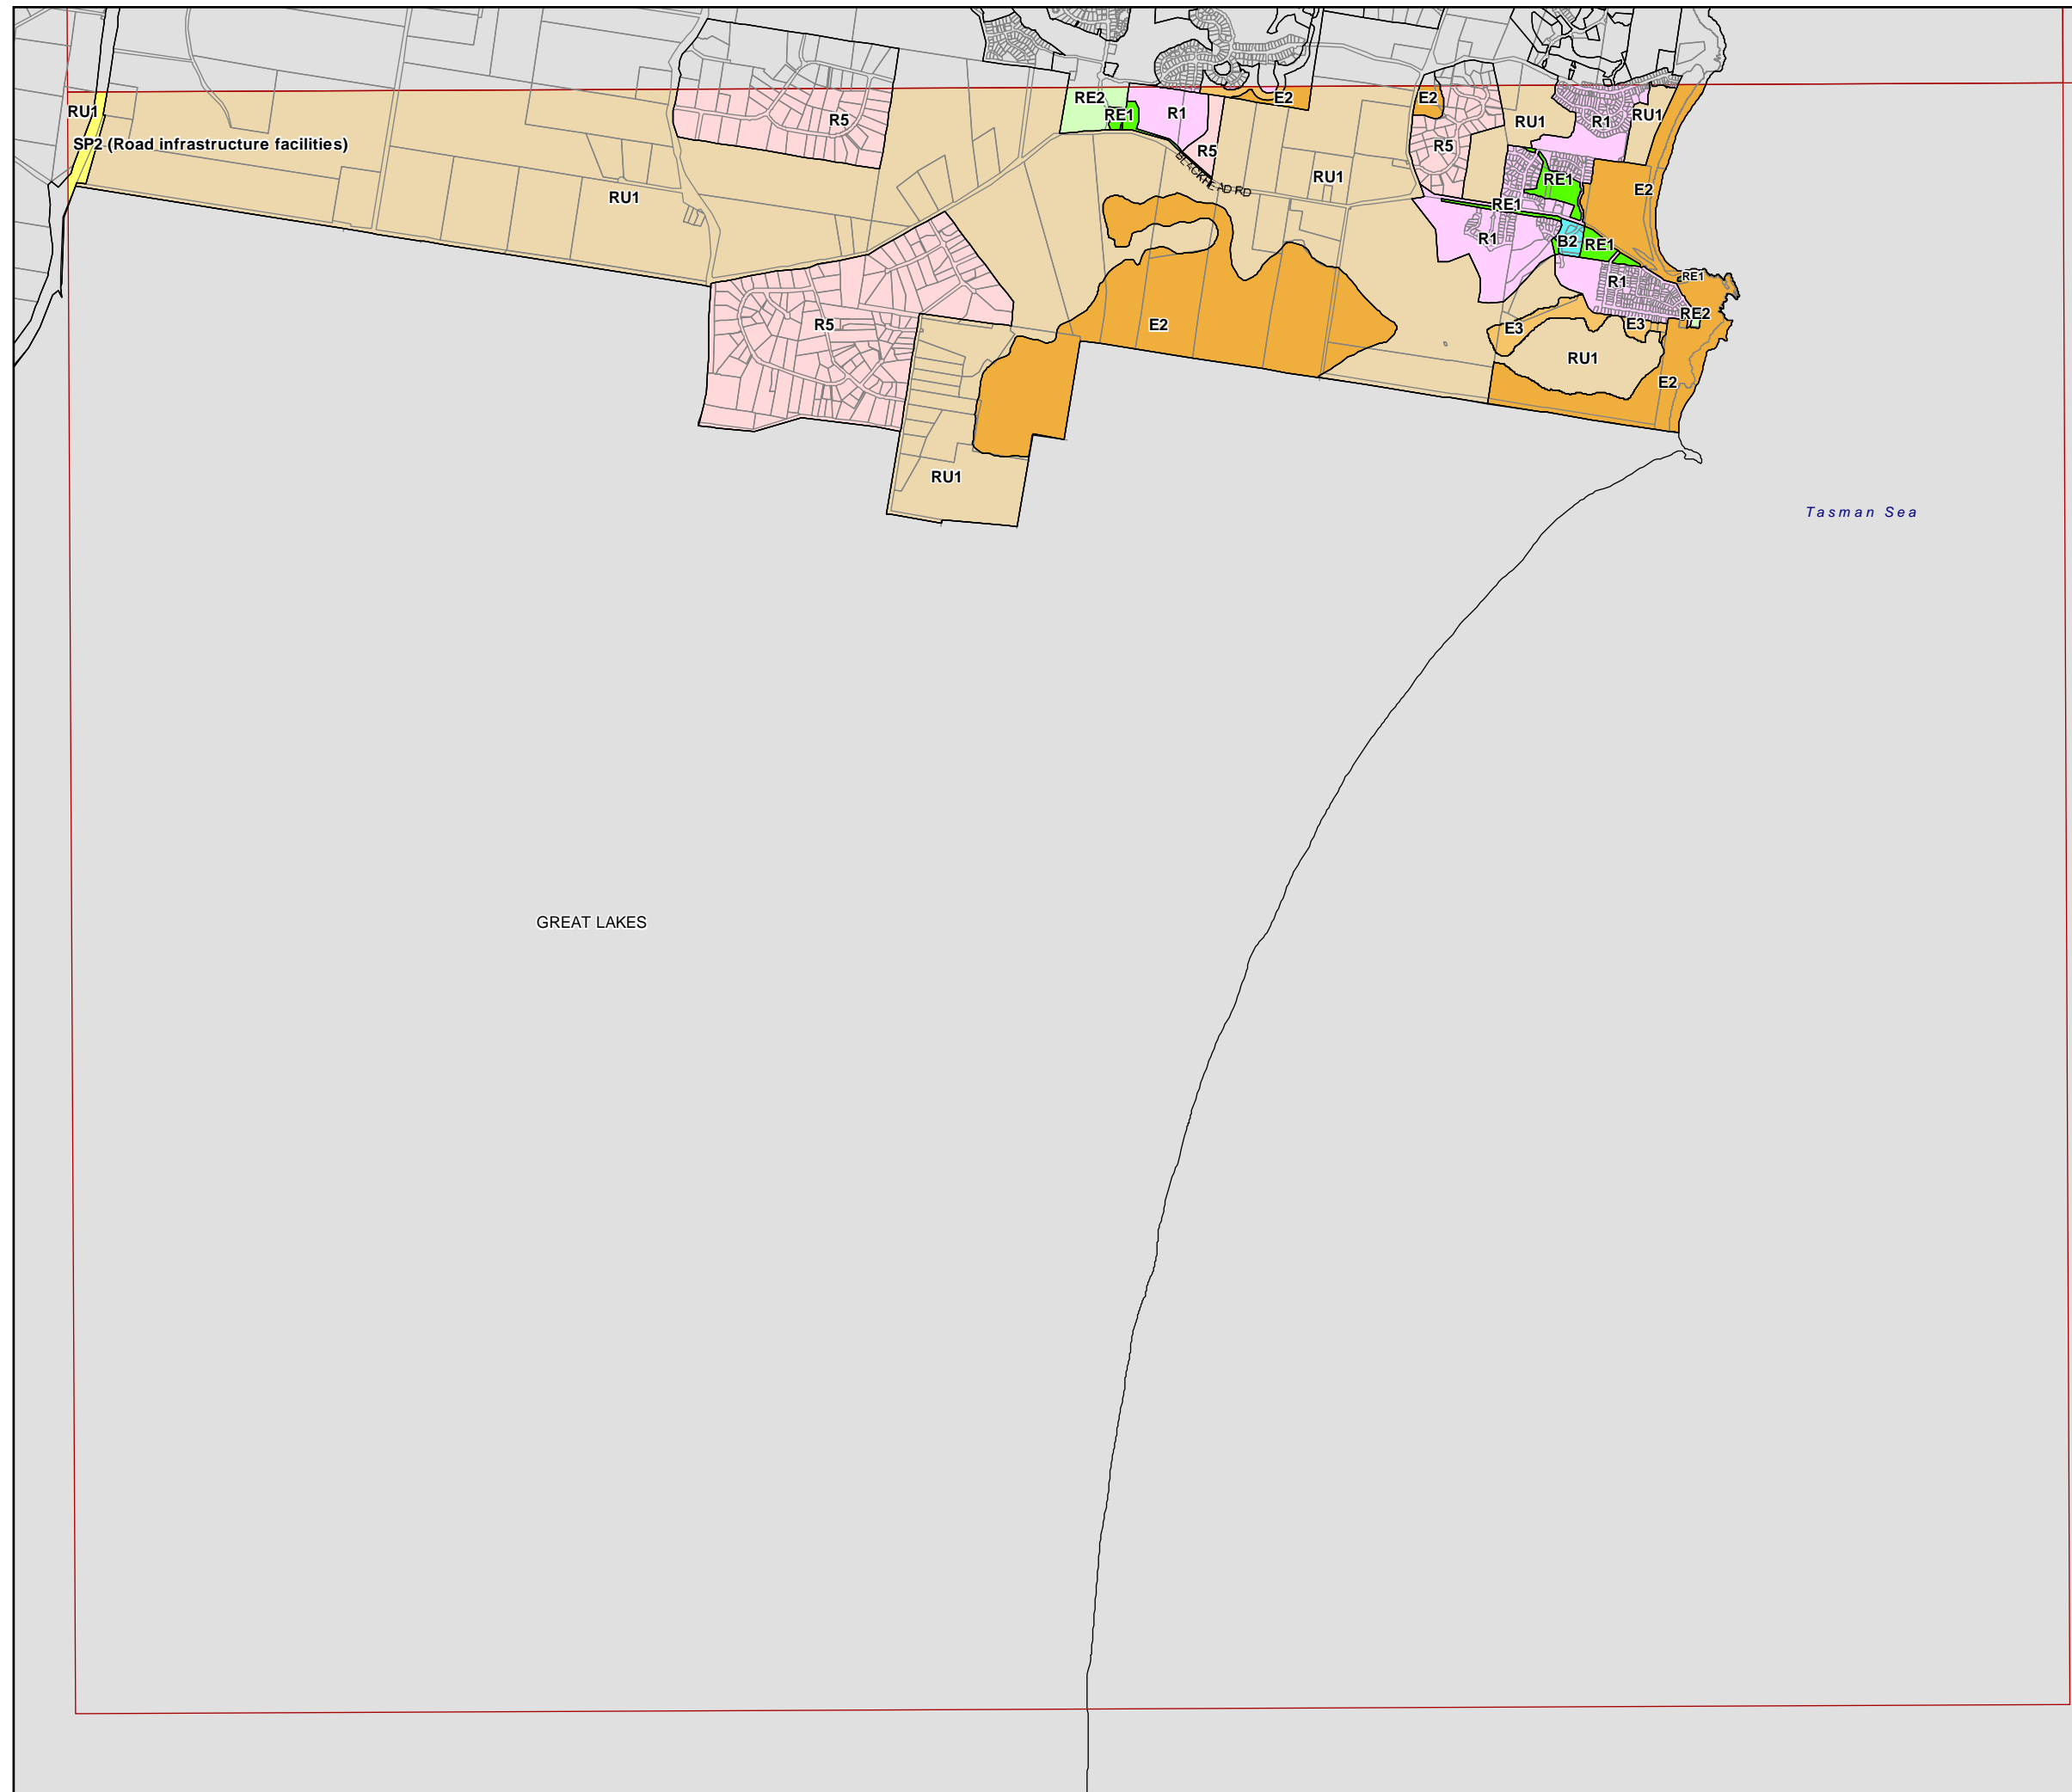 RE2
E2
E2
RU1
RE1
R1
RU1
R5
RU1
R1
SP2 (Road infrastructure facilities)
R5
R5
BLACKHEAD RD
RU1
RE1
E2
RU1
RE1
R1
B2
RE1
RE1
R1
RE2
R5
E2
E3
E3
RU1
E2
RU1
Tasman Sea
GREAT LAKES